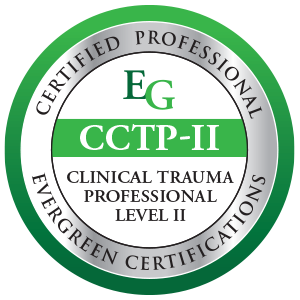 CERTIFIED PROFESSIONAL
EG
CCTP-II
CLINICAL TRAUMA
PROFESSIONAL
LEVEL II
EVERGREEN CERTIFICATIONS